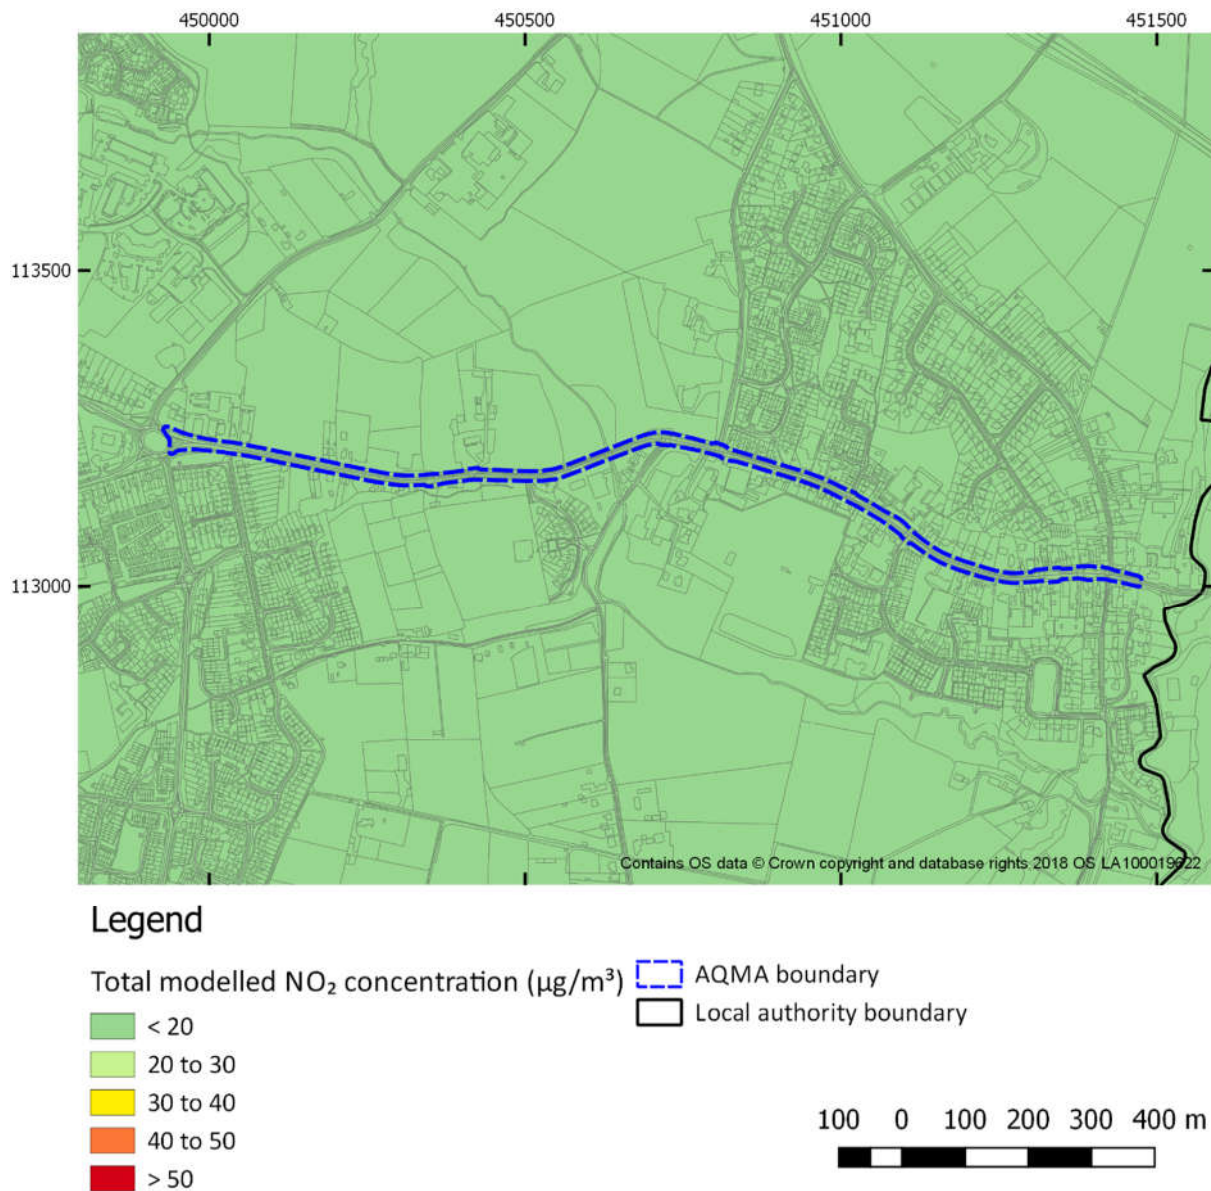 450000 450500 451000 451500
113500
113000
Contains OS data © Crown copyright and database rights 2018 OS LA100019622
Legend
Total modelled NO₂ concentration (µg/m³)
< 20
20 to 30
30 to 40
40 to 50
> 50
AQMA boundary
Local authority boundary
100 0 100 200 300 400 m